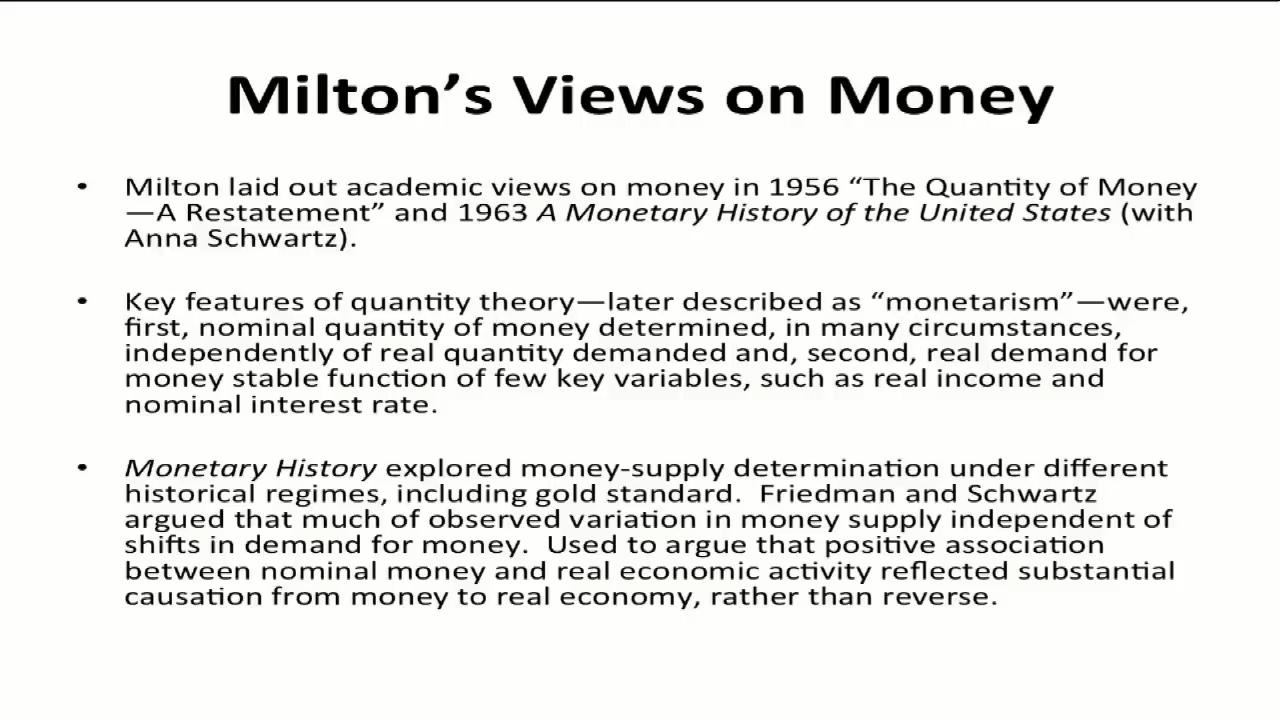 Milton’s Views on Money
• Milton laid out academic views on money in 1956 “The Quantity of Money
—A Restatement” and 1963 A Monetary History of the United States (with
Anna Schwartz).
• Key features of quantity theory—later described as “monetarism”—were,
first, nominal quantity of money determined, in many circumstances,
independently of real quantity demanded and, second, real demand for
money stable function of few key variables, such as real income and
nominal interest rate.
• Monetary History explored money-supply determination under different
historical regimes, including gold standard. Friedman and Schwartz
argued that much of observed variation in money supply independent of
shifts in demand for money. Used to argue that positive association
between nominal money and real economic activity reflected substantial
causation from money to real economy, rather than reverse.